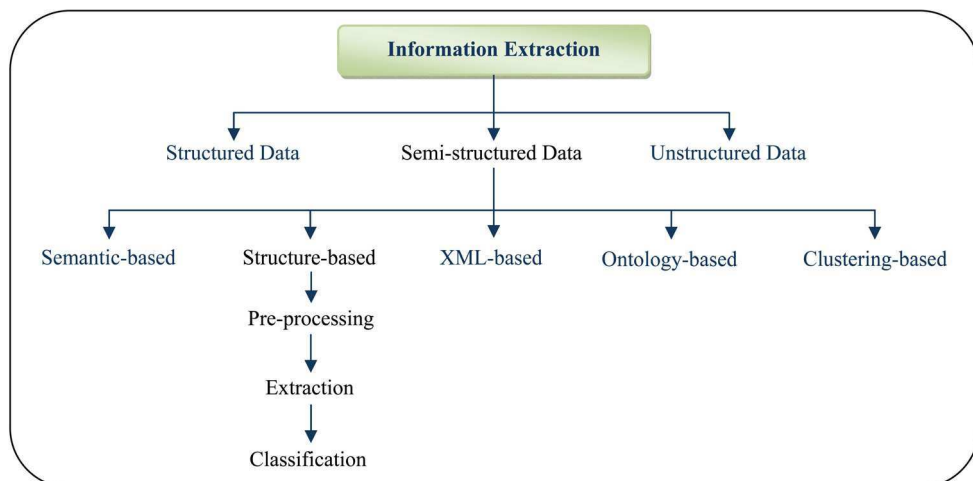 Information Extraction
Structured Data
Semi-structured Data
Unstructured Data
Semantic-based
Structure-based
XML-based
Ontology-based
Clustering-based
Pre-processing
Extraction
Classification